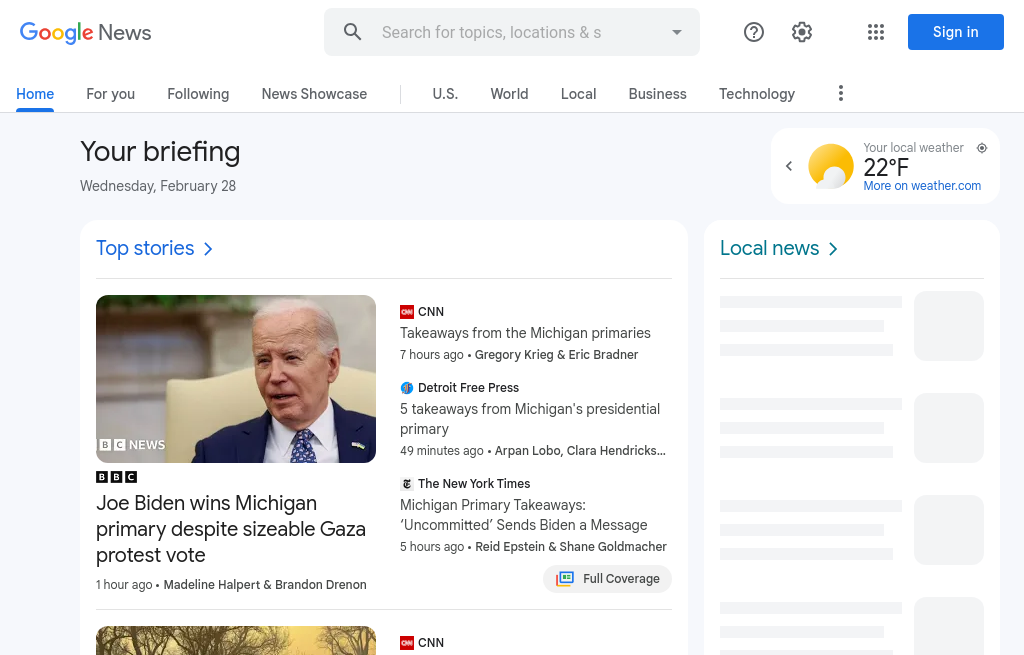 Google News
Search for topics, locations & s
Sign in
Home
For you
Following
News Showcase
U.S.
World
Local
Business
Technology
Your briefing
Wednesday, February 28
Your local weather
22°F
More on weather.com
Top stories
Local news
BBC NEWS
BBC
Joe Biden wins Michigan
primary despite sizeable Gaza
protest vote
1 hour ago • Madeline Halpert & Brandon Drenon
CNN
Takeaways from the Michigan primaries
7 hours ago • Gregory Krieg & Eric Bradner
Detroit Free Press
5 takeaways from Michigan's presidential
primary
49 minutes ago • Arpan Lobo, Clara Hendricks...
The New York Times
Michigan Primary Takeaways:
‘Uncommitted’ Sends Biden a Message
5 hours ago • Reid Epstein & Shane Goldmacher
Full Coverage
CNN